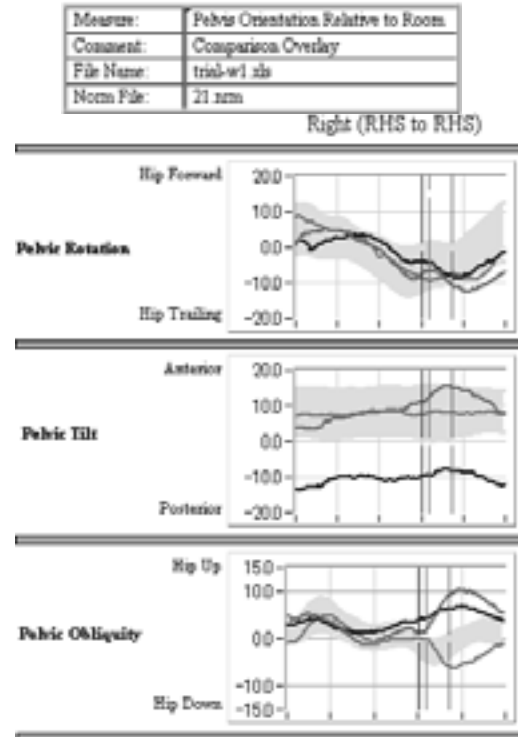 Measure: Pelvis Orientation Relative to Room
Comment: Comparison Overlay
File Name: trial-w1.xls
Norm File: 21.nrm
Right (RHS to RHS)
Hip Forward 20.0
10.0
Pelvic Rotation 0.0
-10.0
Hip Trailing -20.0
Anterior 20.0
10.0
Pelvic Tilt 0.0
-10.0
Posterior -20.0
Hip Up 15.0
10.0
Pelvic Obliquity 0.0
-10.0
Hip Down -15.0